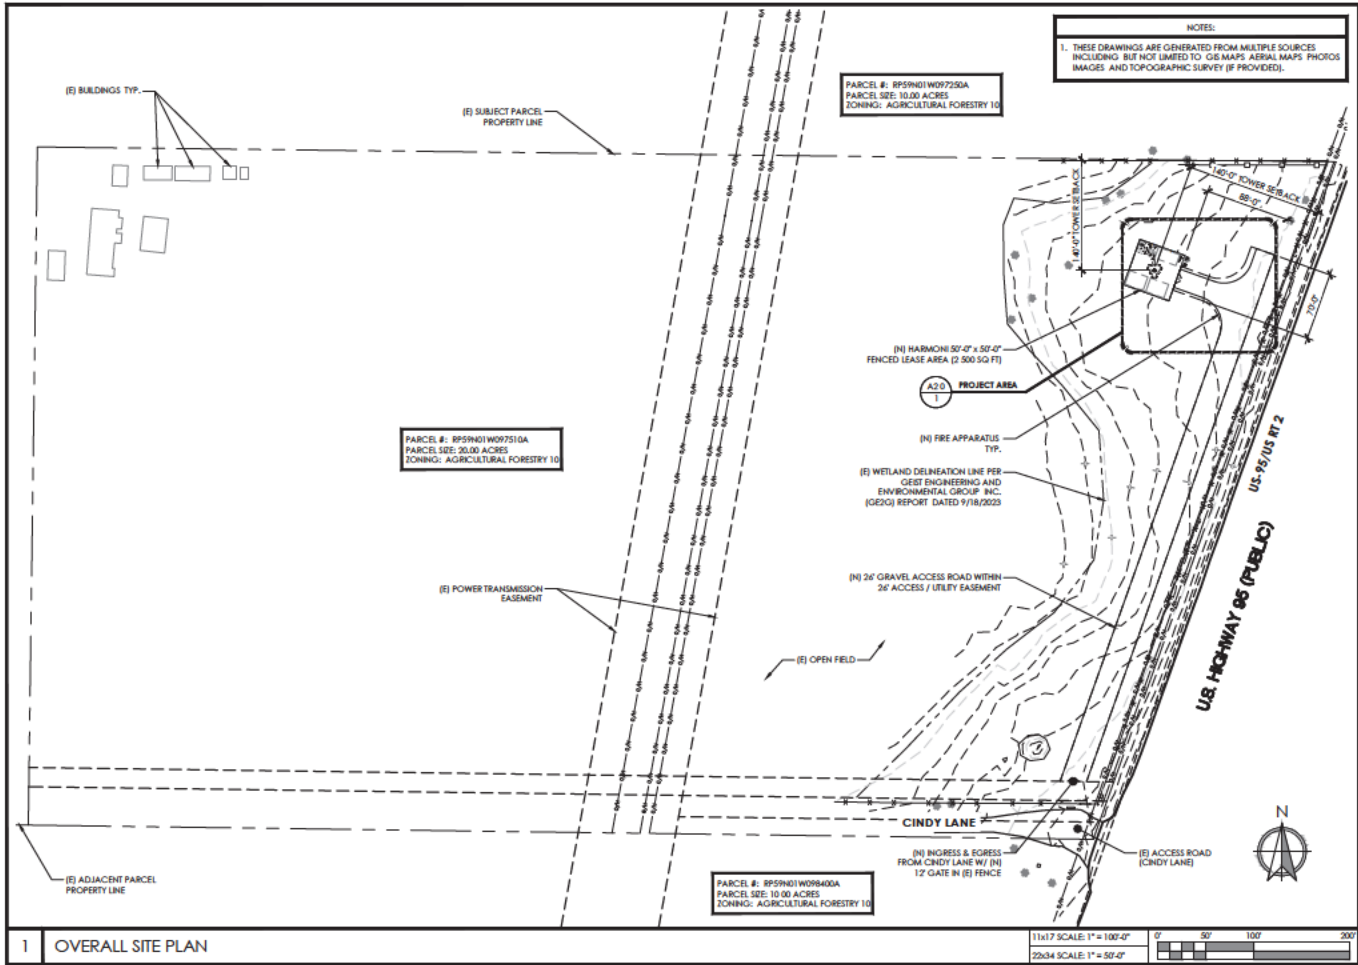 NOTES:
1. THESE DRAWINGS ARE GENERATED FROM MULTIPLE SOURCES
INCLUDING BUT NOT LIMITED TO GIS MAPS AERIAL MAPS PHOTOS
IMAGES AND TOPOGRAPHIC SURVEY (IF PROVIDED).
(E) BUILDINGS TYP.
(E) SUBJECT PARCEL
PROPERTY LINE
PARCEL #: RP59N01W097250A
PARCEL SIZE: 10.00 ACRES
ZONING: AGRICULTURAL FORESTRY 10
140'-0" TOWER SETBACK
88'-0"
140'-0" TOWER SETBACK
70'-0"
(N) HARMONI 50'-0" x 50'-0"
FENCED LEASE AREA (2 500 SQ FT)
A2 0
1
PROJECT AREA
(N) FIRE APPARATUS
TYP.
PARCEL #: RP59N01W097510A
PARCEL SIZE: 20.00 ACRES
ZONING: AGRICULTURAL FORESTRY 10
(E) WETLAND DELINEATION LINE PER
GEIST ENGINEERING AND
ENVIRONMENTAL GROUP INC.
(GE2G) REPORT DATED 9/18/2023
US-95/US RT 2
U.S. HIGHWAY 95 (PUBLIC)
(N) 26' GRAVEL ACCESS ROAD WITHIN
26' ACCESS / UTILITY EASEMENT
(E) POWER TRANSMISSION
EASEMENT
(E) OPEN FIELD
CINDY LANE
(N) INGRESS & EGRESS
FROM CINDY LANE W/ (N)
12' GATE IN (E) FENCE
(E) ACCESS ROAD
(CINDY LANE)
N
(E) ADJACENT PARCEL
PROPERTY LINE
PARCEL #: RP59N01W098400A
PARCEL SIZE: 10 00 ACRES
ZONING: AGRICULTURAL FORESTRY 10
1 OVERALL SITE PLAN
11x17 SCALE: 1" = 100'-0"
22x34 SCALE: 1" = 50'-0"
0' 50' 100' 200'